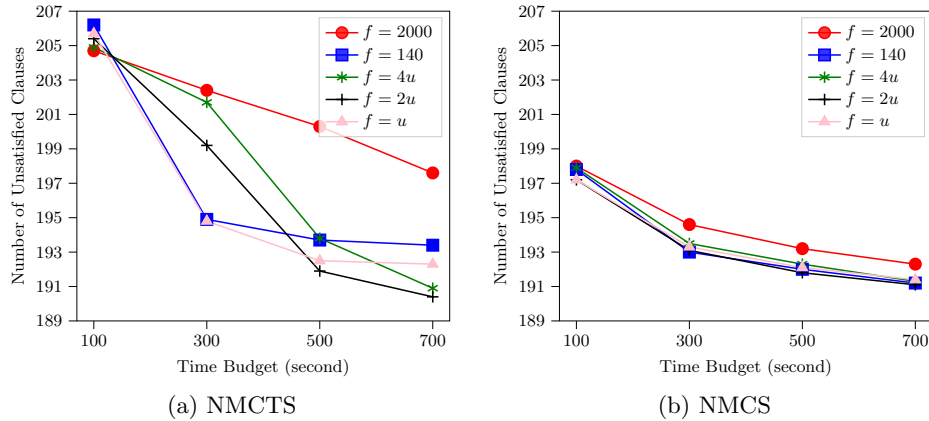 207
205
203
201
199
197
195
193
191
189
100
300
500
700
Number of Unsatisfied Clauses
Time Budget (second)
f = 2000
f = 140
f = 4u
f = 2u
f = u
(a) NMCTS
207
205
203
201
199
197
195
193
191
189
100
300
500
700
Number of Unsatisfied Clauses
Time Budget (second)
f = 2000
f = 140
f = 4u
f = 2u
f = u
(b) NMCS